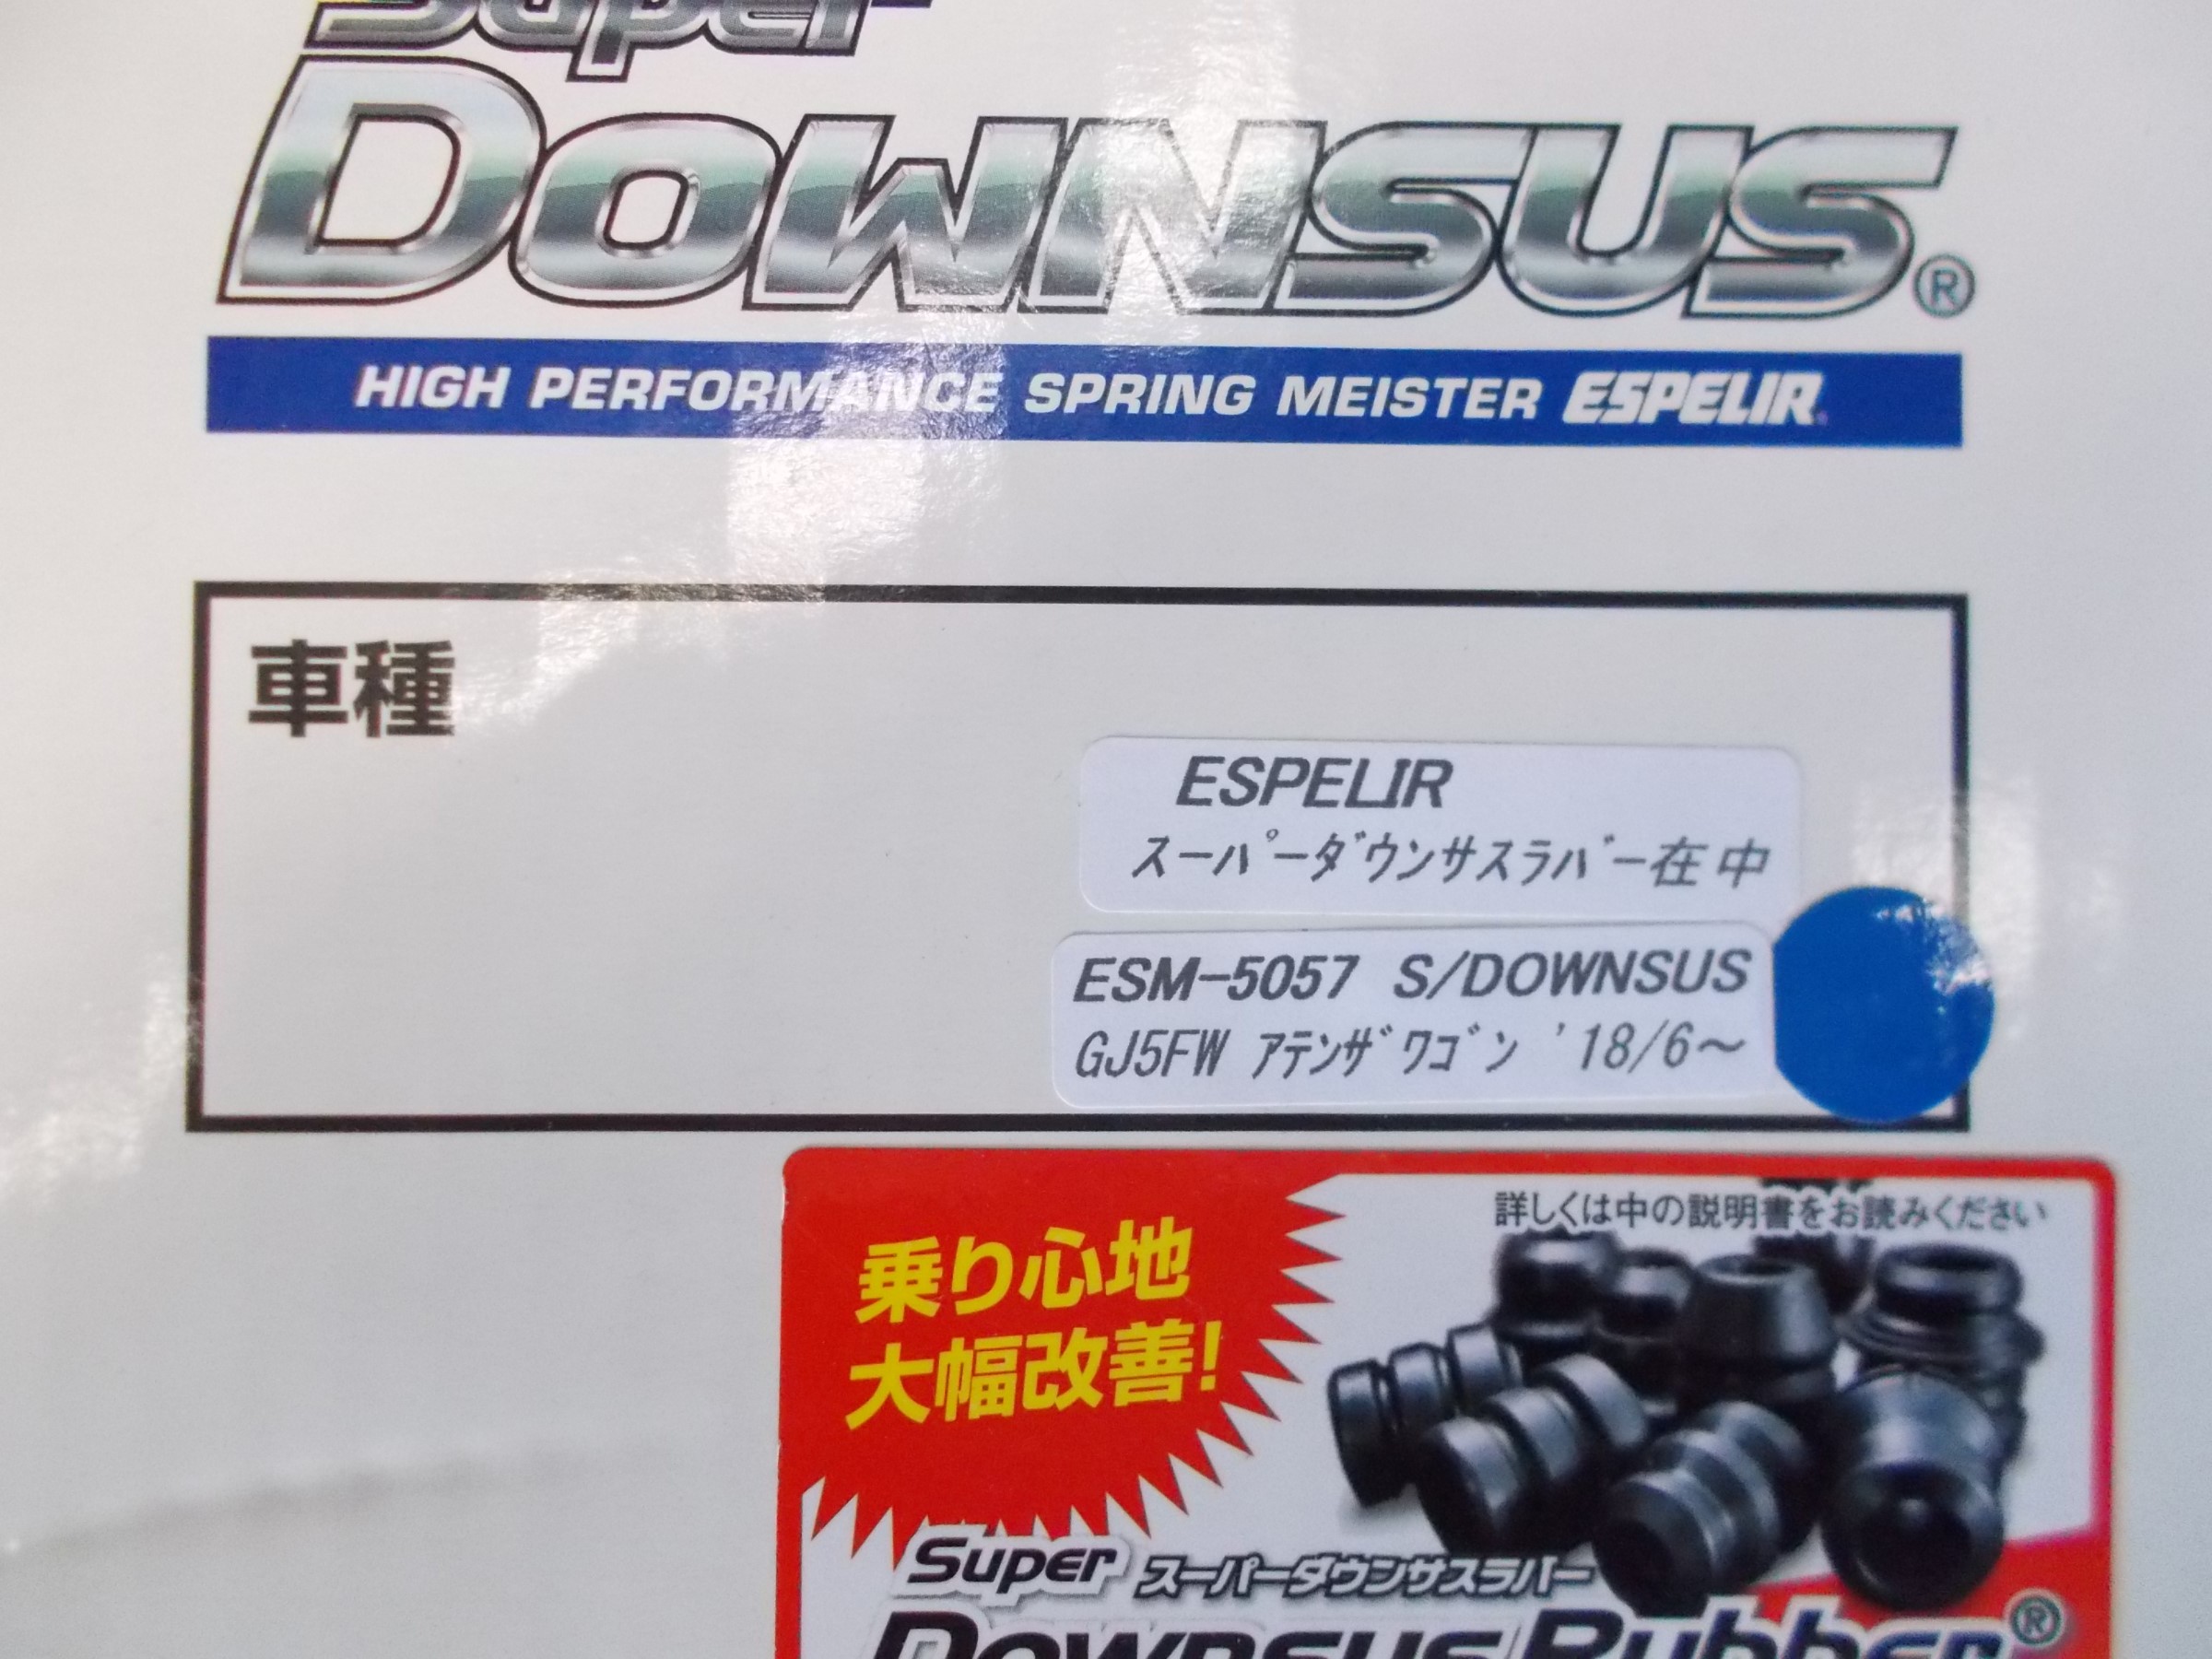 Super
DOWNSUS®
HIGH PERFORMANCE SPRING MEISTER ESPELIR
車種
ESPELIR
ｽｰﾊﾟｰﾀﾞｳﾝｻｽﾗﾊﾞｰ在中
ESM-5057 S/DOWNSUS
GJ5FW ｱﾃﾝｻﾞﾜｺﾞﾝ '18/6～
詳しくは中の説明書をお読みください
乗り心地
大幅改善!
Super スーパーダウンサスラバー
DOWNSUS Rubber®